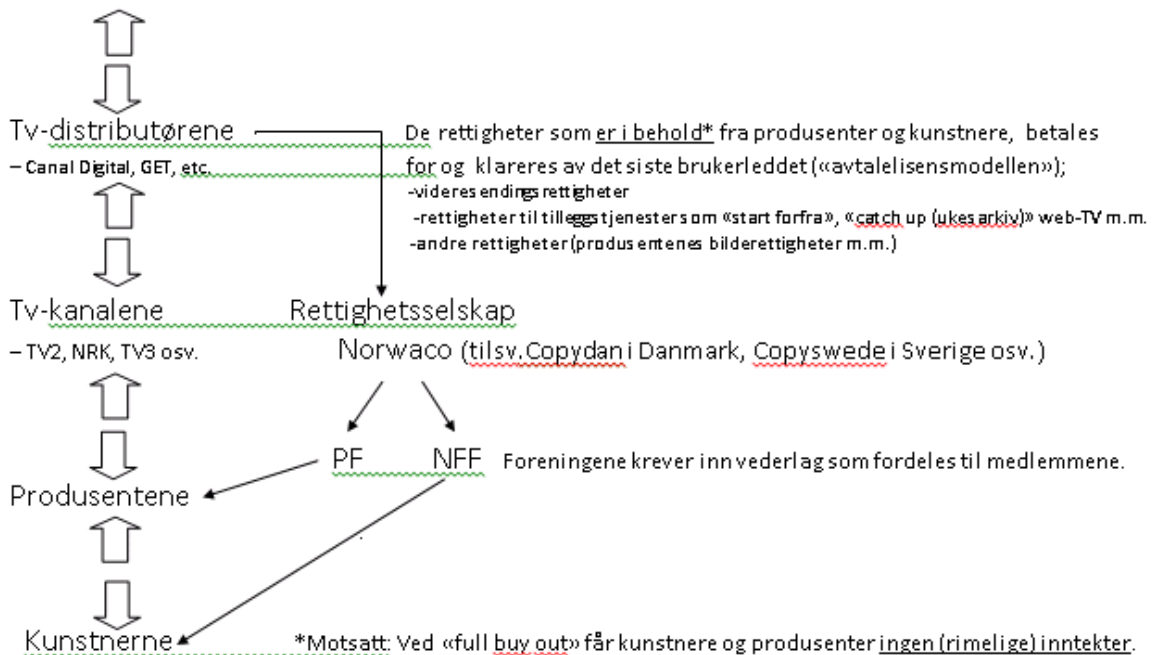 Tv-distributørene De rettigheter som er i behold* fra produsenter og kunstnere, betales
– Canal Digital, GET, etc. for og klareres av det siste brukerleddet («avtalelisensmodellen»);
-videresendingsrettigheter
-rettigheter til tilleggstjenester som «start forfra», «catch up (ukesarkiv)» web-TV m.m.
-andre rettigheter (produsentenes bilderettigheter m.m.)
Tv-kanalene Rettighetsselskap
– TV2, NRK, TV3 osv. Norwaco (tilsv.Copydan i Danmark, Copyswede i Sverige osv.)
PF NFF Foreningene krever inn vederlag som fordeles til medlemmene.
Produsentene
Kunstnerne *Motsatt: Ved «full buy out» får kunstnere og produsenter ingen (rimelige) inntekter.